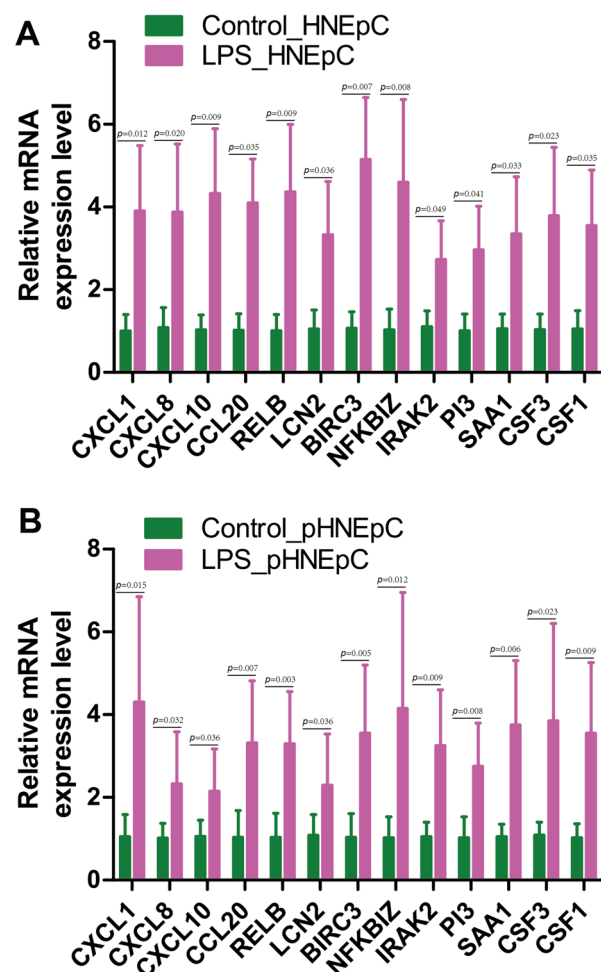 A
Control_HNEpC
LPS_HNEpC
Relative mRNA
expression level
8
6
4
2
0
p=0.012
p=0.020
p=0.009
p=0.035
p=0.009
p=0.036
p=0.007
p=0.008
p=0.049
p=0.041
p=0.033
p=0.023
p=0.035
CXCL1
CXCL8
CXCL10
CCL20
RELB
LCN2
BIRC3
NFKBIZ
IRAK2
PI3
SAA1
CSF3
CSF1
B
Control_pHNEpC
LPS_pHNEpC
Relative mRNA
expression level
8
6
4
2
0
p=0.015
p=0.032
p=0.036
p=0.007
p=0.003
p=0.036
p=0.005
p=0.012
p=0.009
p=0.008
p=0.006
p=0.023
p=0.009
CXCL1
CXCL8
CXCL10
CCL20
RELB
LCN2
BIRC3
NFKBIZ
IRAK2
PI3
SAA1
CSF3
CSF1